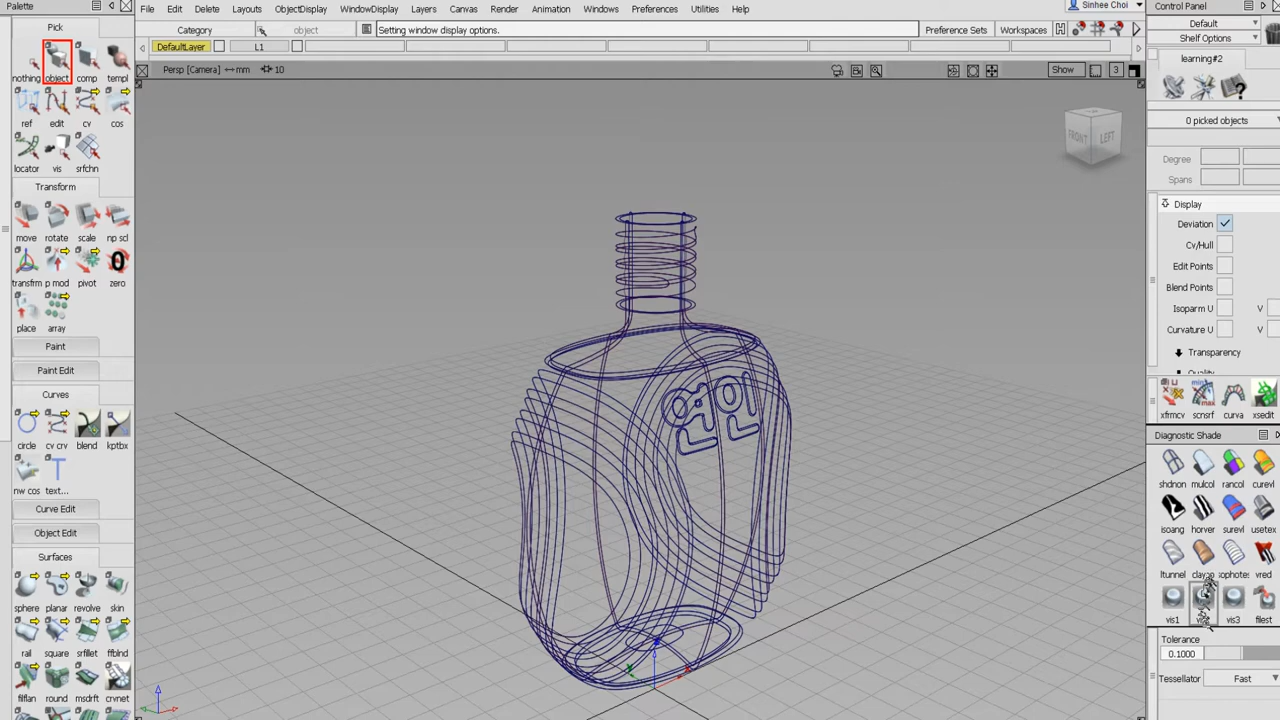 Palette
File Edit Delete Layouts ObjectDisplay WindowDisplay Layers Canvas Render Animation Windows Preferences Utilities Help
Sinhee Choi
Control Panel
Category object Setting window display options. Preference Sets Workspaces
DefaultLayer L1
Persp [Camera] <-->mm 10
Show 3
FRONT LEFT
Pick
nothing object comp templ
ref edit cv cos
locator vis srfchn
Transform
move rotate scale np scl
transfrm p mod pivot zero
place array
Paint
Paint Edit
Curves
circle cv crv blend kptbx
nw cos text...
Curve Edit
Object Edit
Surfaces
sphere planar revolve skin
rail square srfillet ffblnd
filflan round msdrft crvnet
Default
Shelf Options
learning#2
0 picked objects
Degree
Spans
Display
Deviation
Cv/Hull
Edit Points
Blend Points
Isoparm U V
Curvature U V
Transparency
xfrmcv scnsrf curva xsedit
Diagnostic Shade
shdnon mulcol rancol curevl
isoang horver surevl usetex
ltunnel vred
vis1 vis3 filest
Tolerance
0.1000
Tessellator Fast